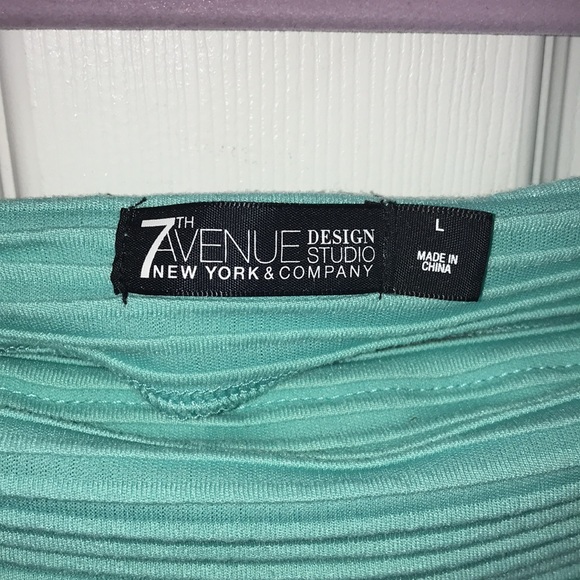 7TH AVENUE DESIGN STUDIO
NEW YORK & COMPANY
L
MADE IN
CHINA